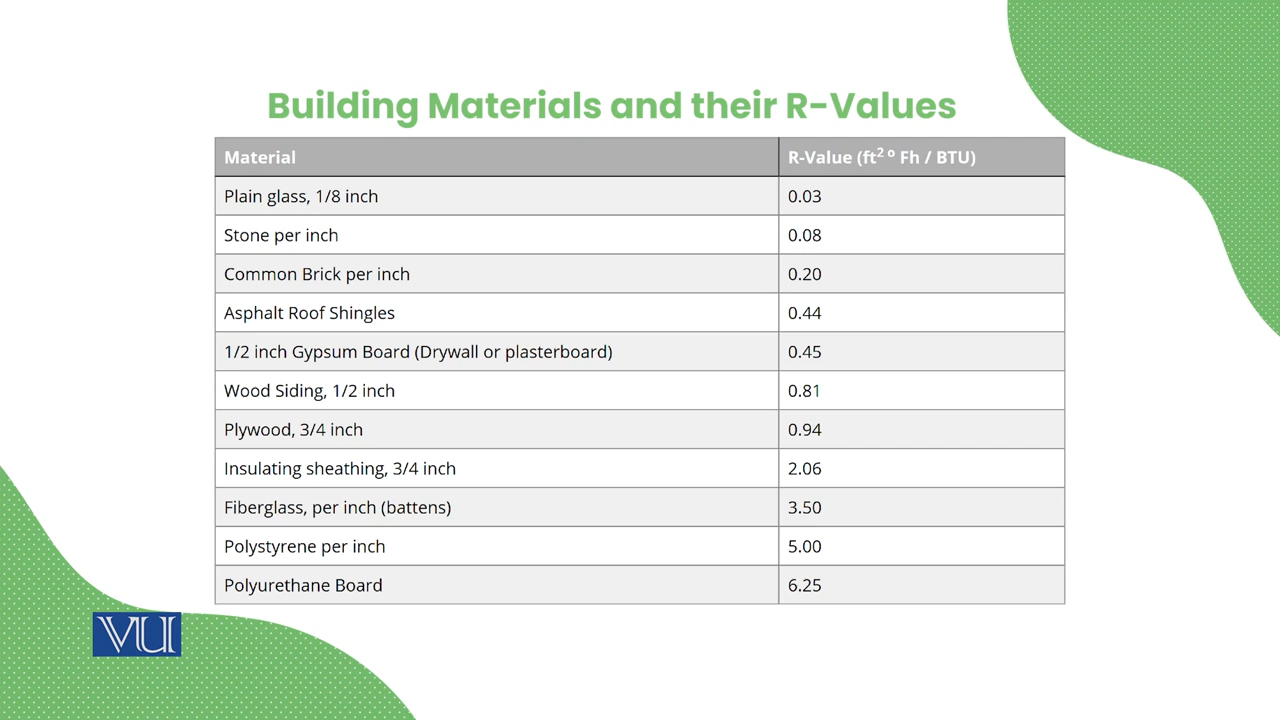 Building Materials and their R-Values
Material R-Value (ft² º Fh / BTU)
Plain glass, 1/8 inch 0.03
Stone per inch 0.08
Common Brick per inch 0.20
Asphalt Roof Shingles 0.44
1/2 inch Gypsum Board (Drywall or plasterboard) 0.45
Wood Siding, 1/2 inch 0.81
Plywood, 3/4 inch 0.94
Insulating sheathing, 3/4 inch 2.06
Fiberglass, per inch (battens) 3.50
Polystyrene per inch 5.00
Polyurethane Board 6.25
VU